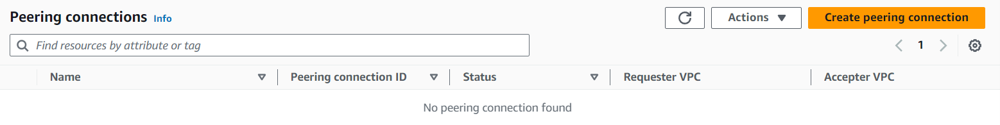 Peering connections Info Actions Create peering connection
Find resources by attribute or tag 1
Name Peering connection ID Status Requester VPC Accepter VPC
No peering connection found